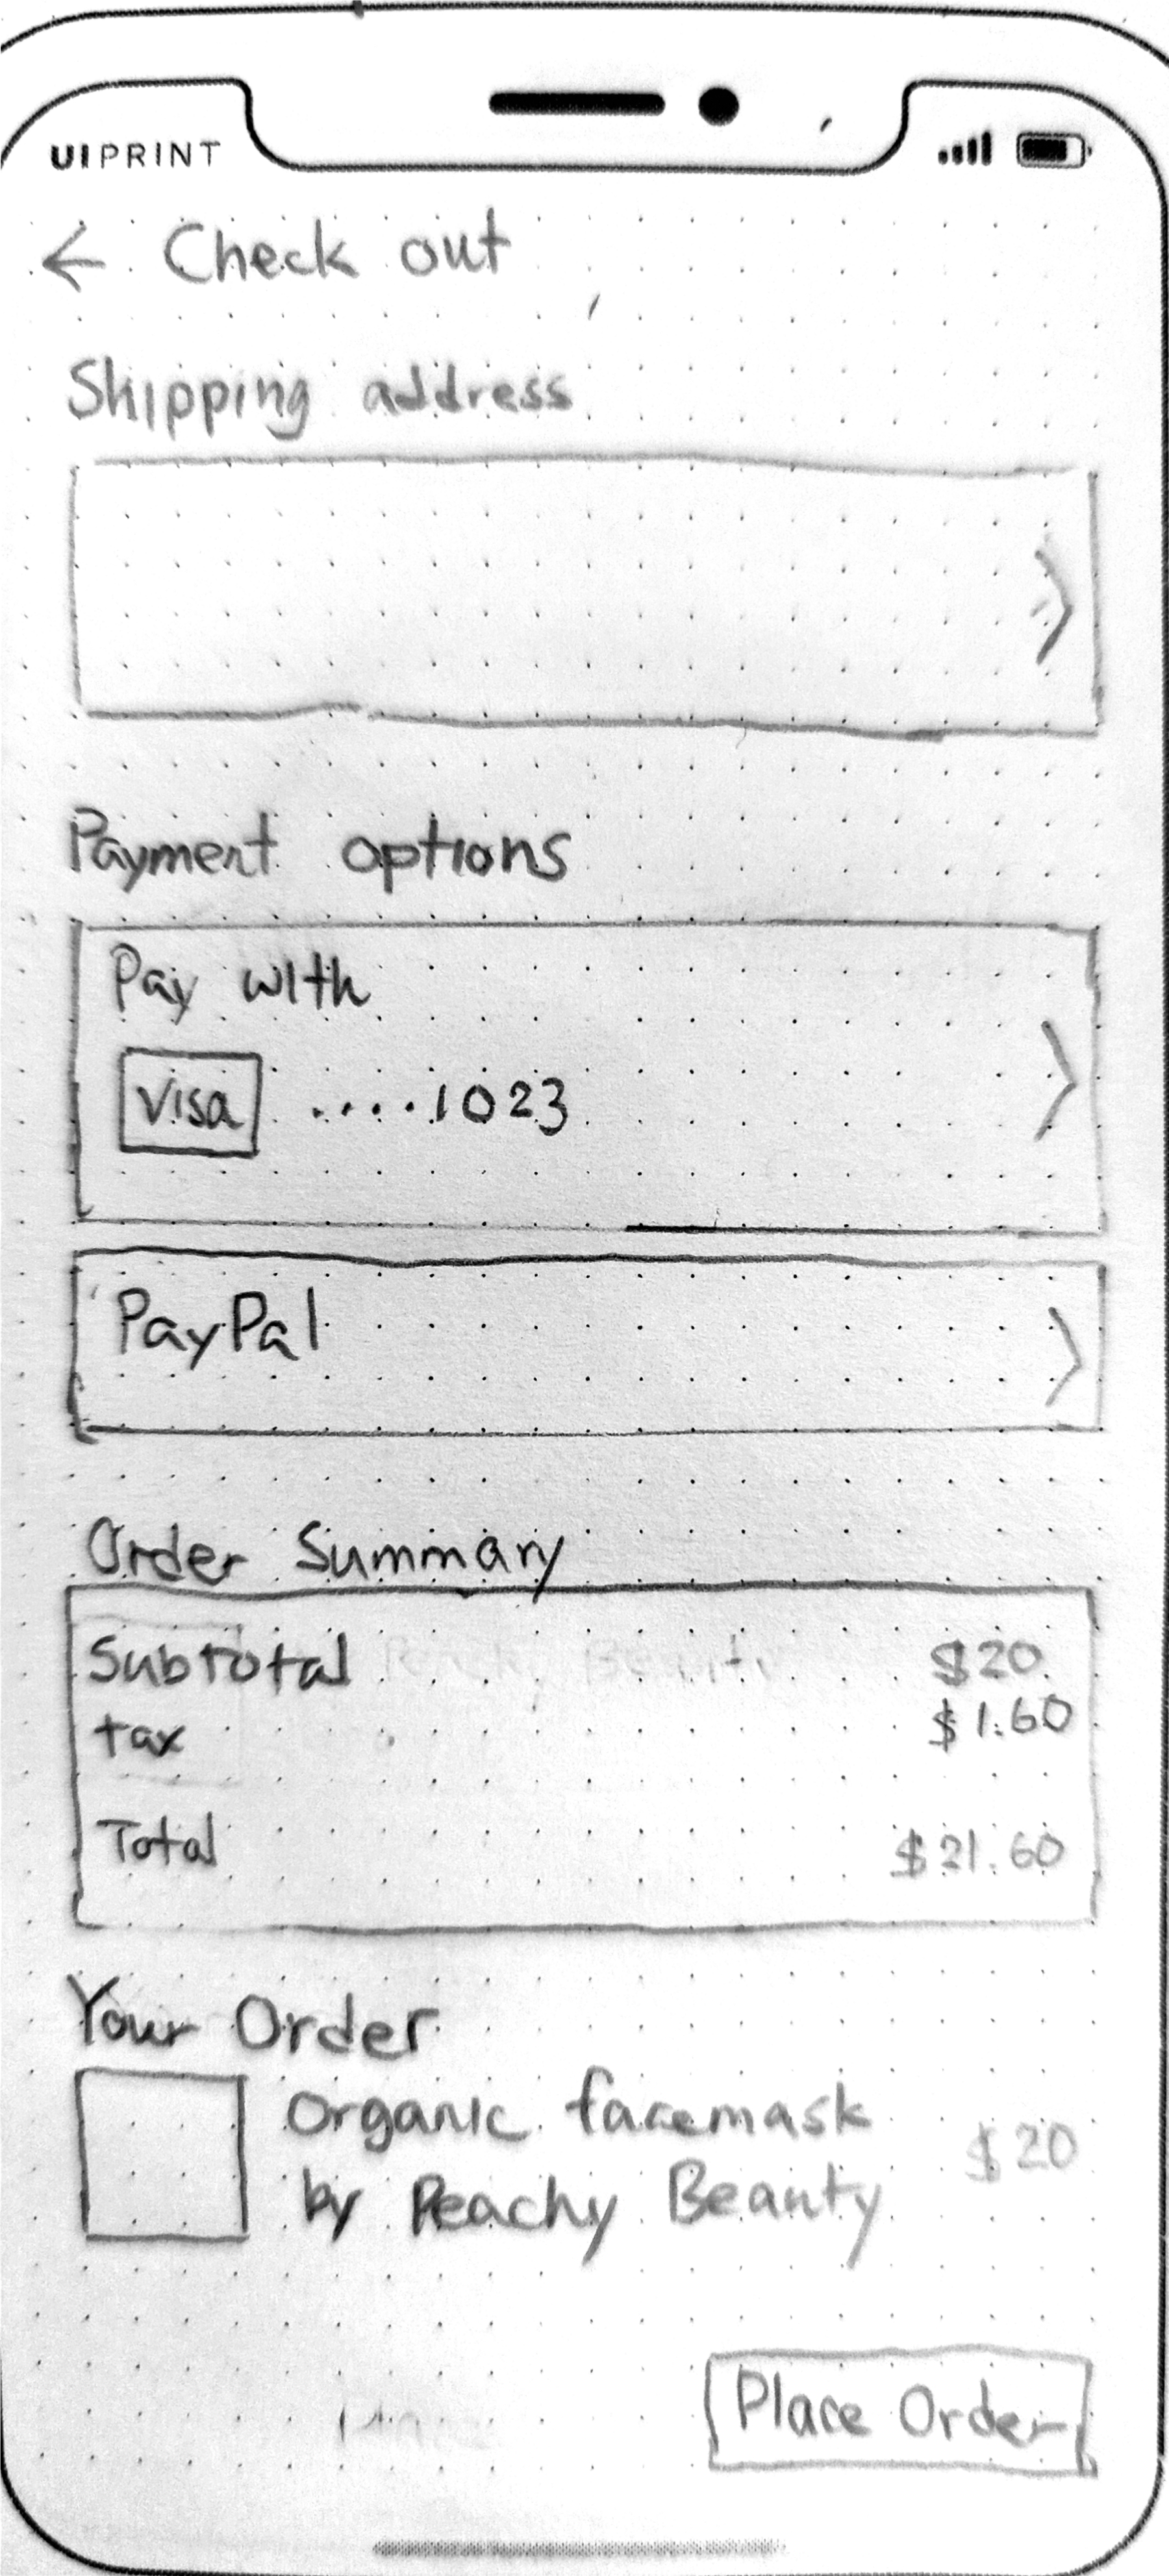 UIPRINT
← Check out
Shipping address
Payment options
Pay with
Visa ....1023
PayPal
Order Summary
Subtotal $20
tax $1.60
Total $21.60
Your Order
Organic facemask
by Peachy Beauty $20
Place Order